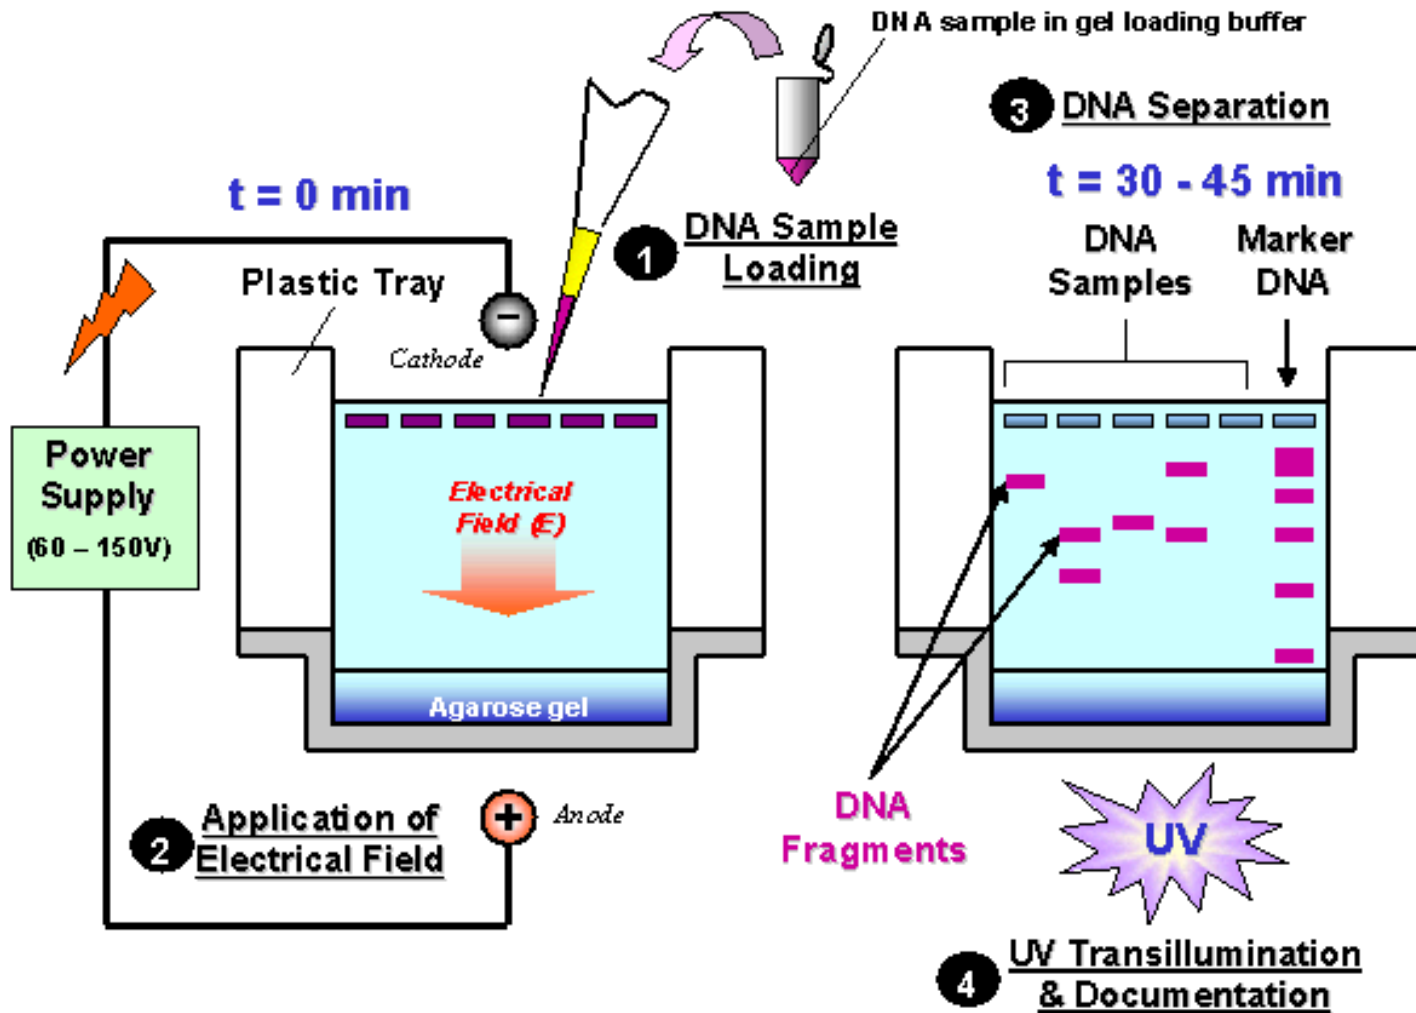 DNA sample in gel loading buffer
3 DNA Separation
t = 0 min
t = 30 - 45 min
1 DNA Sample
Loading
DNA
Samples
Marker
DNA
Plastic Tray
−
Cathode
Power
Supply
(60 – 150V)
Electrical
Field (E)
Agarose gel
2 Application of
Electrical Field
+
Anode
DNA
Fragments
UV
4 UV Transillumination
& Documentation